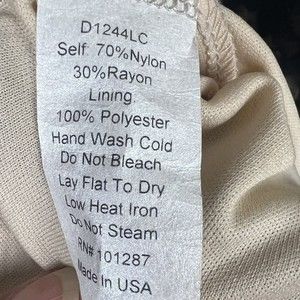 D1244LC
Self: 70%Nylon
30%Rayon
Lining:
100% Polyester
Hand Wash Cold
Do Not Bleach
Lay Flat To Dry
Low Heat Iron
Do Not Steam
RN# 101287
Made In USA